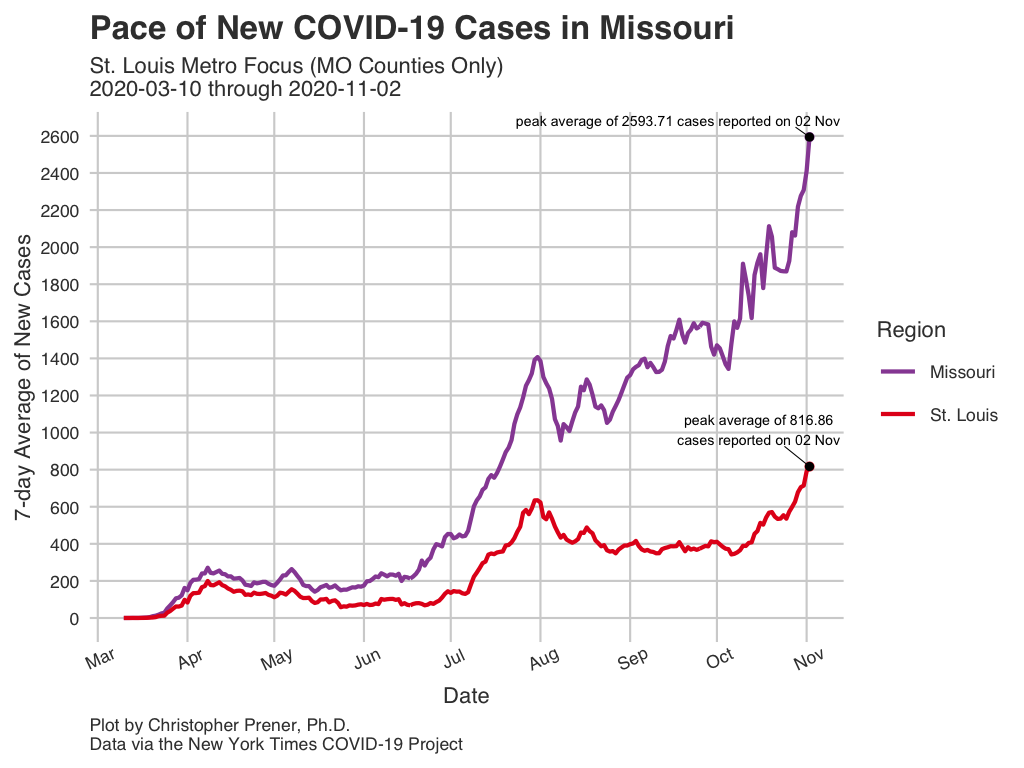 Pace of New COVID-19 Cases in Missouri
St. Louis Metro Focus (MO Counties Only)
2020-03-10 through 2020-11-02
peak average of 2593.71 cases reported on 02 Nov
2600
2400
2200
2000
1800
1600
1400
1200
1000
800
600
400
200
0
7-day Average of New Cases
peak average of 816.86
cases reported on 02 Nov
Region
Missouri
St. Louis
Mar
Apr
May
Jun
Jul
Aug
Sep
Oct
Nov
Date
Plot by Christopher Prener, Ph.D.
Data via the New York Times COVID-19 Project